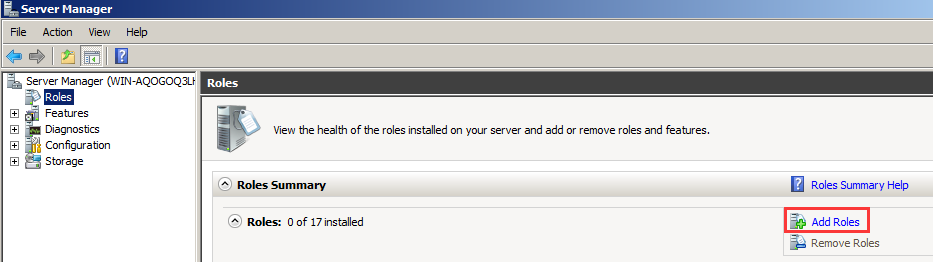 Server Manager
File Action View Help
Server Manager (WIN-AQOGOQ3LH
Roles
Features
Diagnostics
Configuration
Storage
Roles
View the health of the roles installed on your server and add or remove roles and features.
Roles Summary
Roles Summary Help
Roles: 0 of 17 installed
Add Roles
Remove Roles